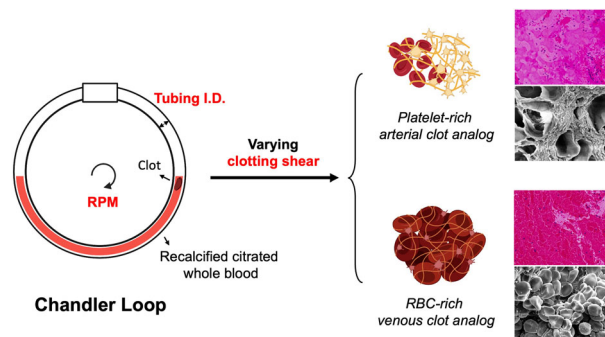 Tubing I.D.
Clot
RPM
Recalcified citrated
whole blood
Chandler Loop
Varying
clotting shear
Platelet-rich
arterial clot analog
RBC-rich
venous clot analog